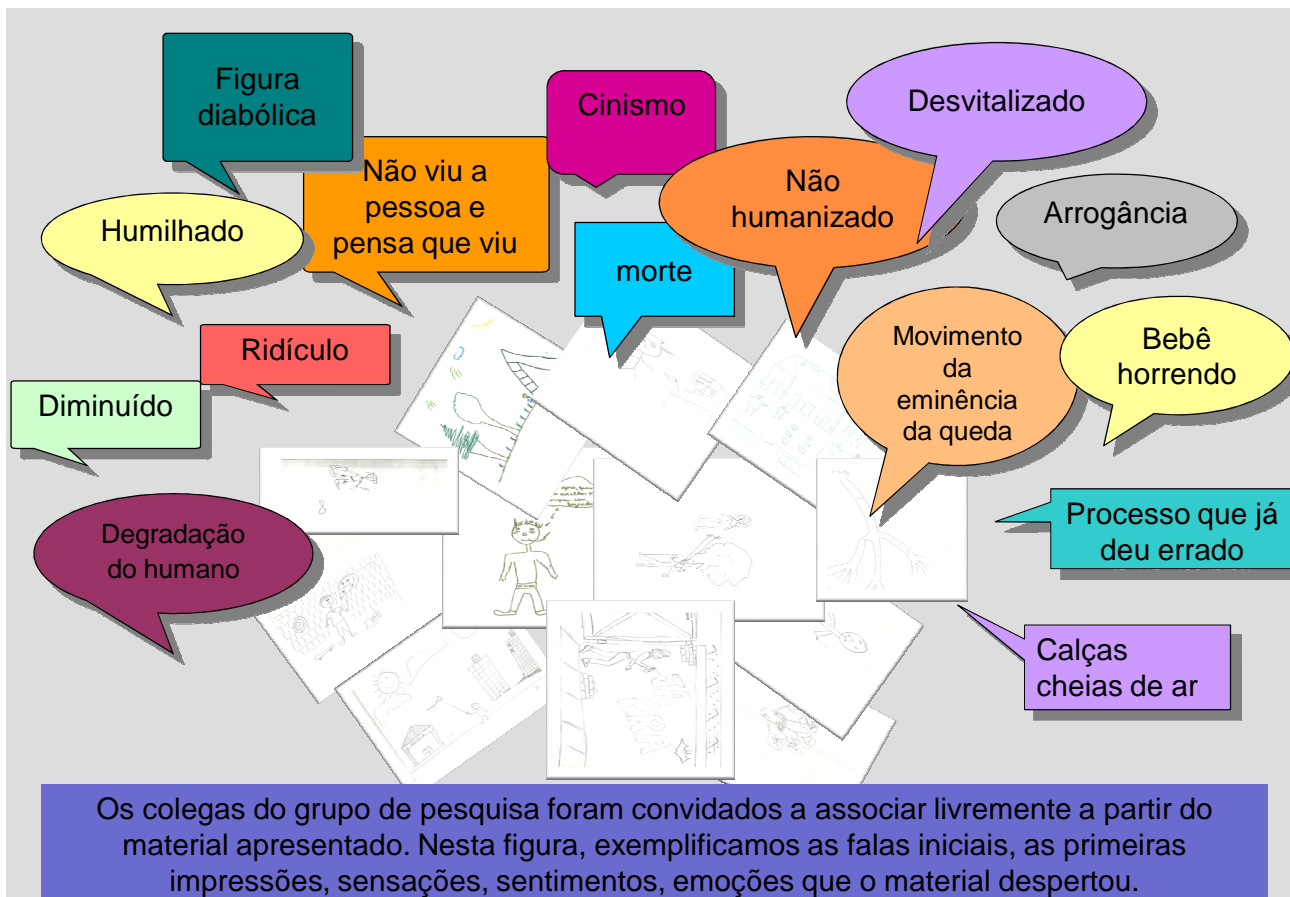 Figura
diabólica
Cinismo
Desvitalizado
Não viu a
pessoa e
pensa que viu
Não
humanizado
Humilhado
Arrogância
morte
Ridículo
Movimento
da
eminência
da queda
Bebê
horrendo
Diminuído
Processo que já
deu errado
Degradação
do humano
Calças
cheias de ar
8
Os colegas do grupo de pesquisa foram convidados a associar livremente a partir do
material apresentado. Nesta figura, exemplificamos as falas iniciais, as primeiras
impressões, sensações, sentimentos, emoções que o material despertou.